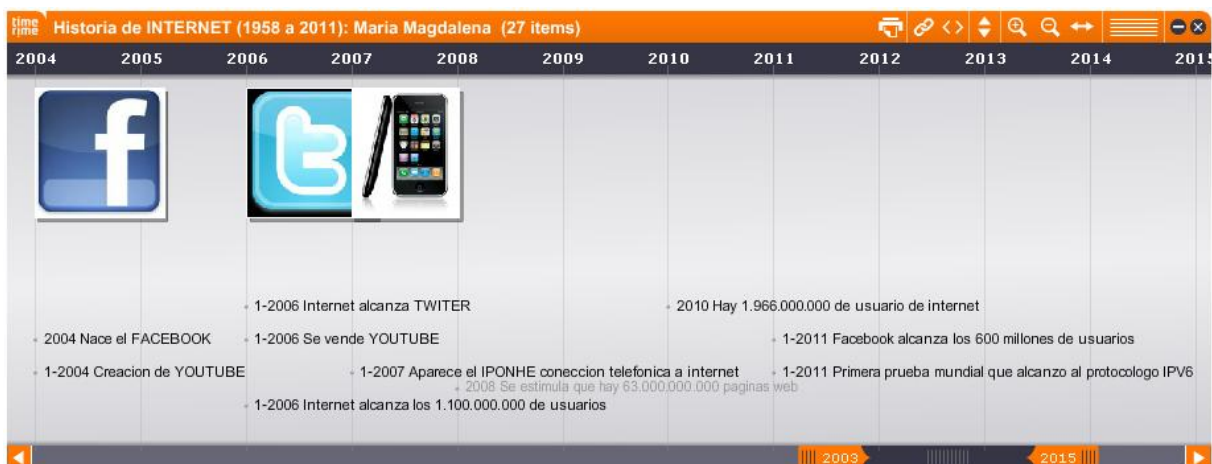 time
rime
Historia de INTERNET (1958 a 2011): Maria Magdalena (27 items)
2004 2005 2006 2007 2008 2009 2010 2011 2012 2013 2014 2015
f
t
1-2006 Internet alcanza TWITER
2010 Hay 1.966.000.000 de usuario de internet
2004 Nace el FACEBOOK
1-2006 Se vende YOUTUBE
1-2011 Facebook alcanza los 600 millones de usuarios
1-2004 Creacion de YOUTUBE
1-2007 Aparece el IPONHE coneccion telefonica a internet
1-2011 Primera prueba mundial que alcanzo al protocologo IPV6
2008 Se estimula que hay 63.000.000.000 paginas web
1-2006 Internet alcanza los 1.100.000.000 de usuarios
2003 2015